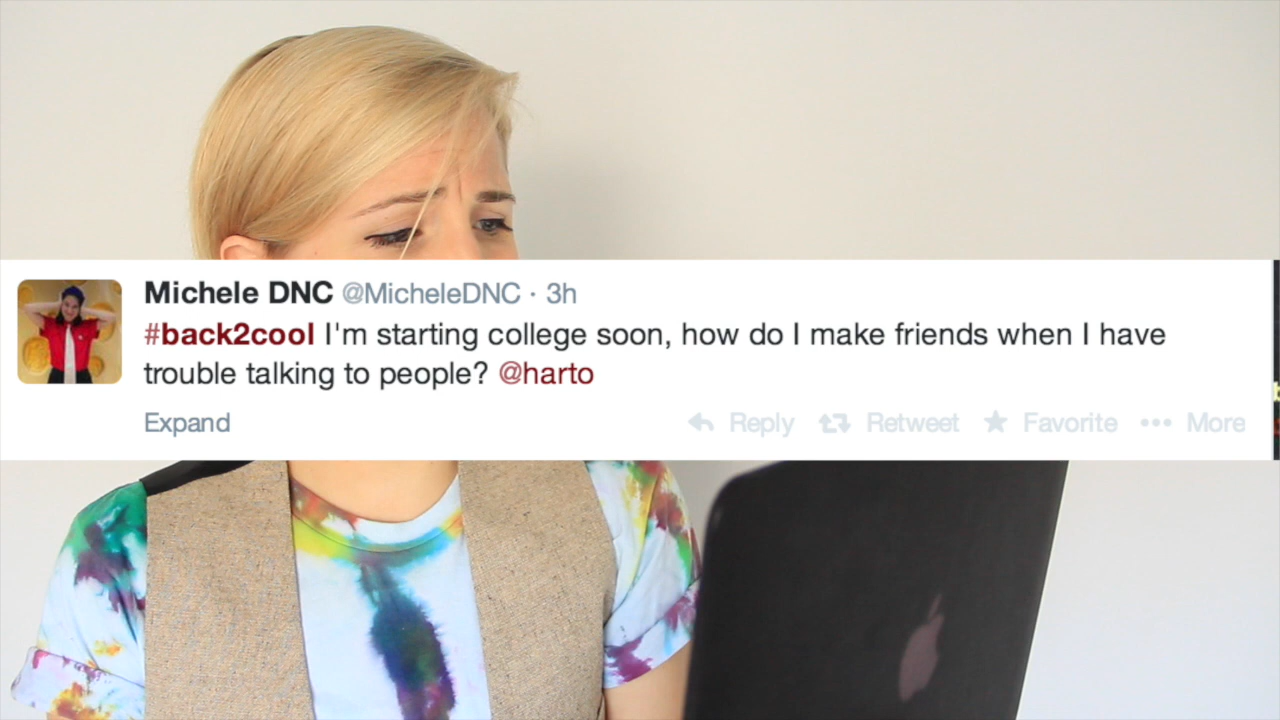 Michele DNC @MicheleDNC · 3h
#back2cool I'm starting college soon, how do I make friends when I have
trouble talking to people? @harto
Expand Reply Retweet Favorite More